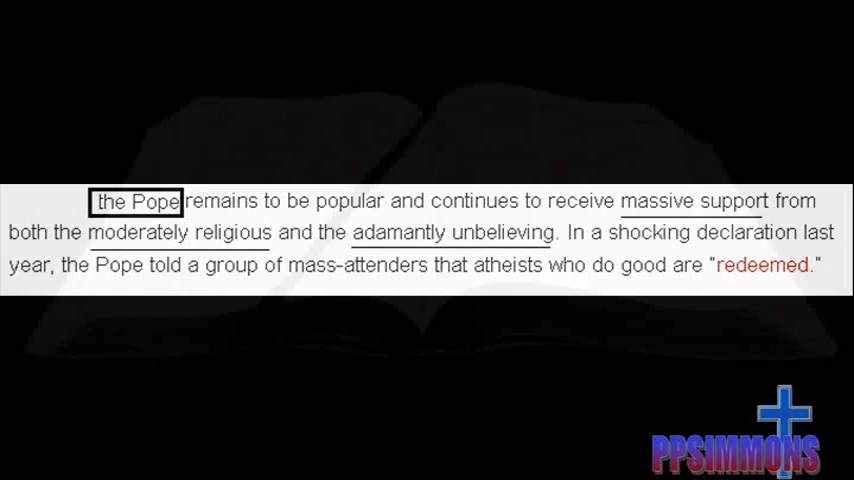 the Pope remains to be popular and continues to receive massive support from
both the moderately religious and the adamantly unbelieving. In a shocking declaration last
year, the Pope told a group of mass-attenders that atheists who do good are "redeemed."
PPSIMMONS